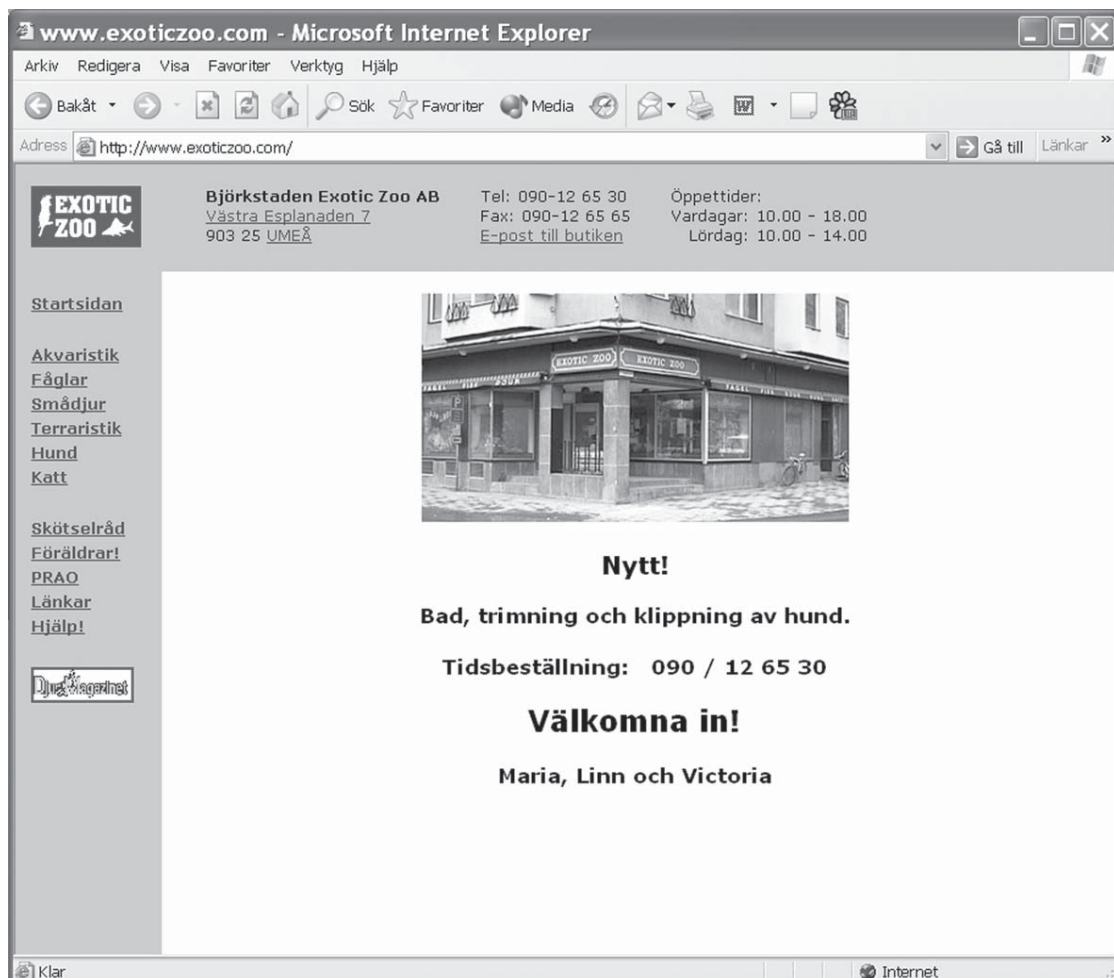 www.exoticzoo.com - Microsoft Internet Explorer
Arkiv Redigera Visa Favoriter Verktyg Hjälp
Bakåt Sök Favoriter Media
Adress http://www.exoticzoo.com/ Gå till Länkar »
EXOTIC
ZOO
Björkstaden Exotic Zoo AB
Västra Esplanaden 7
903 25 UMEÅ
Tel: 090-12 65 30
Fax: 090-12 65 65
E-post till butiken
Öppettider:
Vardagar: 10.00 - 18.00
Lördag: 10.00 - 14.00
Startsidan
Akvaristik
Fåglar
Smådjur
Terraristik
Hund
Katt
Skötselråd
Föräldrar!
PRAO
Länkar
Hjälp!
DjurMagazinet
EXOTIC ZOO
EXOTIC ZOO
Nytt!
Bad, trimning och klippning av hund.
Tidsbeställning: 090 / 12 65 30
Välkomna in!
Maria, Linn och Victoria
Klar
Internet